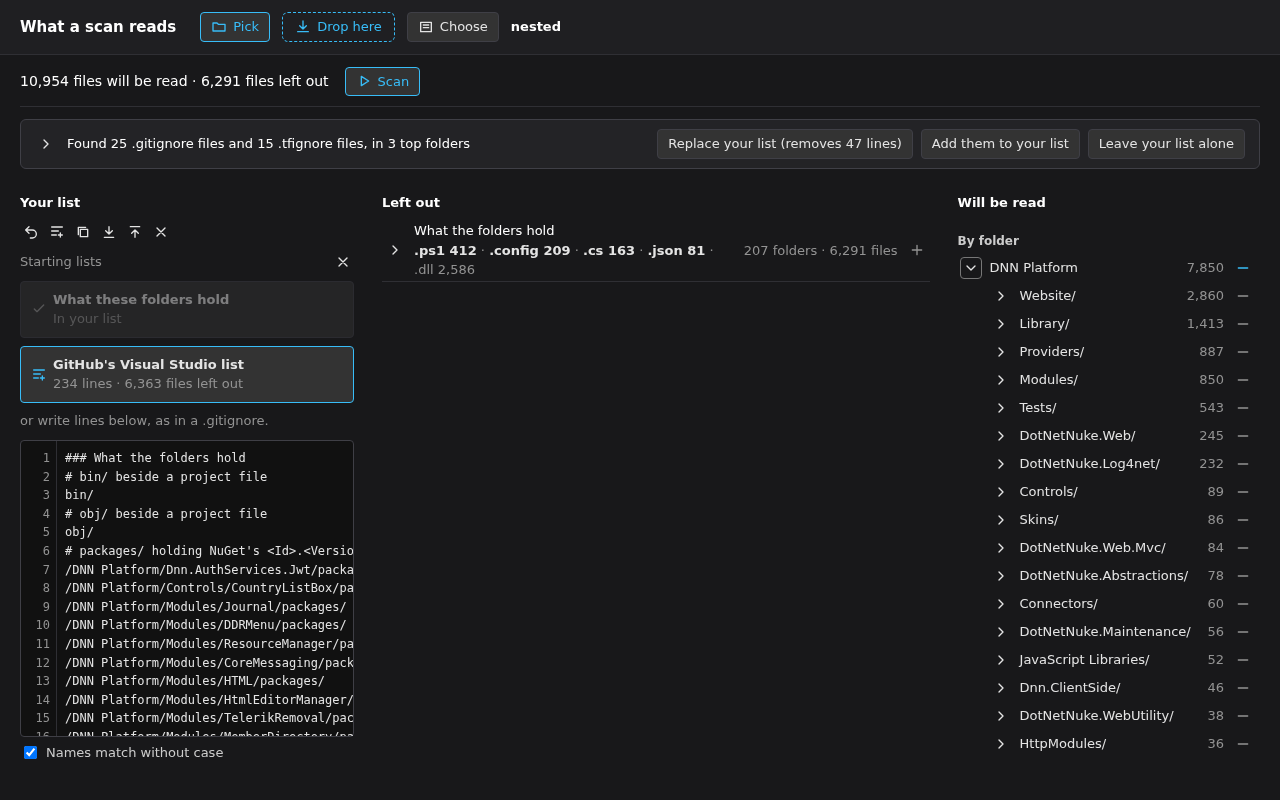 What a scan reads
Pick
Drop here
Choose
nested
10,954 files will be read · 6,291 files left out
Scan
Found 25 .gitignore files and 15 .tfignore files, in 3 top folders
Replace your list (removes 47 lines)
Add them to your list
Leave your list alone
Your list
Starting lists
What these folders hold
In your list
GitHub's Visual Studio list
234 lines · 6,363 files left out
or write lines below, as in a .gitignore.
1 ### What the folders hold
2 # bin/ beside a project file
3 bin/
4 # obj/ beside a project file
5 obj/
6 # packages/ holding NuGet's <Id>.<Versio
7 /DNN Platform/Dnn.AuthServices.Jwt/packa
8 /DNN Platform/Controls/CountryListBox/pa
9 /DNN Platform/Modules/Journal/packages/
10 /DNN Platform/Modules/DDRMenu/packages/
11 /DNN Platform/Modules/ResourceManager/pa
12 /DNN Platform/Modules/CoreMessaging/pack
13 /DNN Platform/Modules/HTML/packages/
14 /DNN Platform/Modules/HtmlEditorManager/
15 /DNN Platform/Modules/TelerikRemoval/pac
16 /DNN Platform/Modules/MemberDirectory/pa
Names match without case
Left out
What the folders hold
.ps1 412 · .config 209 · .cs 163 · .json 81 ·
.dll 2,586
207 folders · 6,291 files
Will be read
By folder
DNN Platform 7,850
Website/ 2,860
Library/ 1,413
Providers/ 887
Modules/ 850
Tests/ 543
DotNetNuke.Web/ 245
DotNetNuke.Log4net/ 232
Controls/ 89
Skins/ 86
DotNetNuke.Web.Mvc/ 84
DotNetNuke.Abstractions/ 78
Connectors/ 60
DotNetNuke.Maintenance/ 56
JavaScript Libraries/ 52
Dnn.ClientSide/ 46
DotNetNuke.WebUtility/ 38
HttpModules/ 36